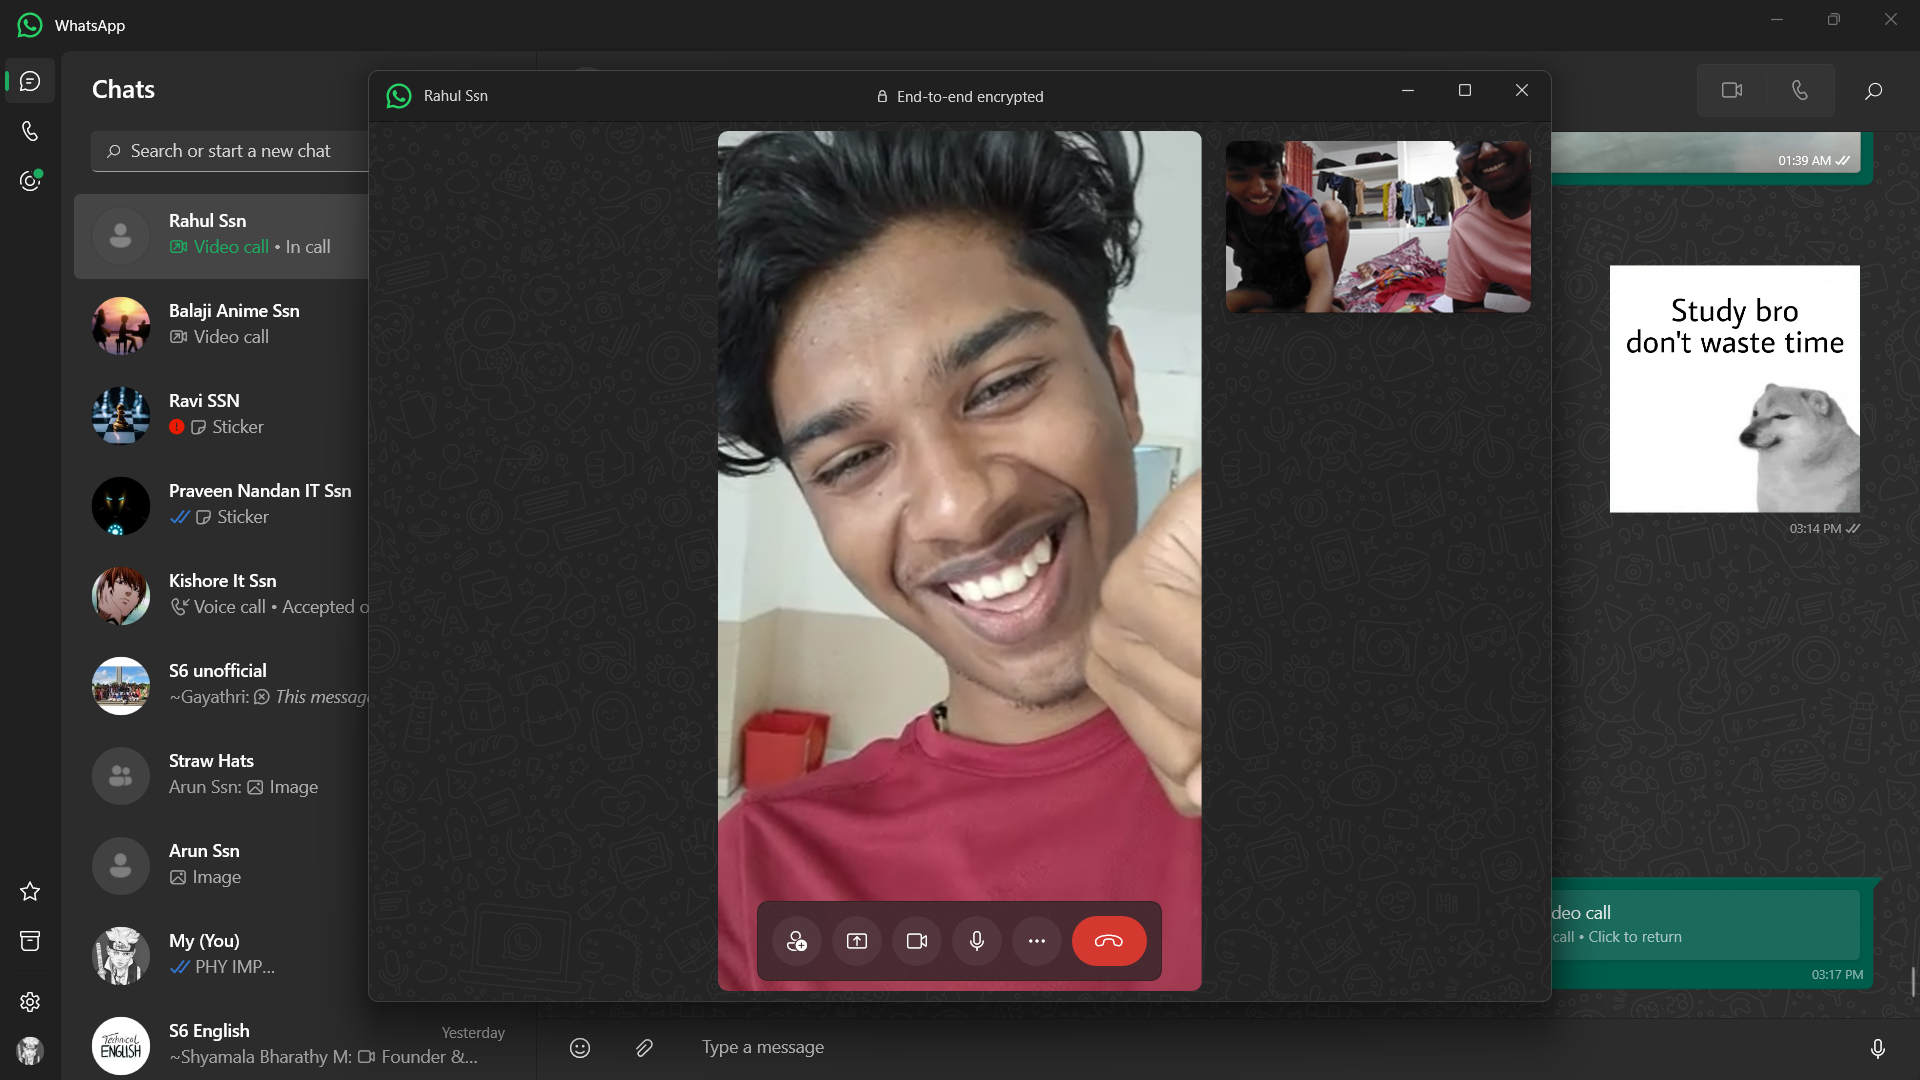 WhatsApp
Chats
Search or start a new chat
Rahul Ssn
Video call • In call
Balaji Anime Ssn
Video call
Ravi SSN
Sticker
Praveen Nandan IT Ssn
Sticker
Kishore It Ssn
Voice call • Accepted o
S6 unofficial
~Gayathri: This messag
Straw Hats
Arun Ssn: Image
Arun Ssn
Image
My (You)
PHY IMP...
S6 English
Yesterday
~Shyamala Bharathy M: Founder &...
Technical
ENGLISH
Rahul Ssn
End-to-end encrypted
01:39 AM
Study bro
don't waste time
03:14 PM
Hi
deo call
call • Click to return
03:17 PM
Type a message